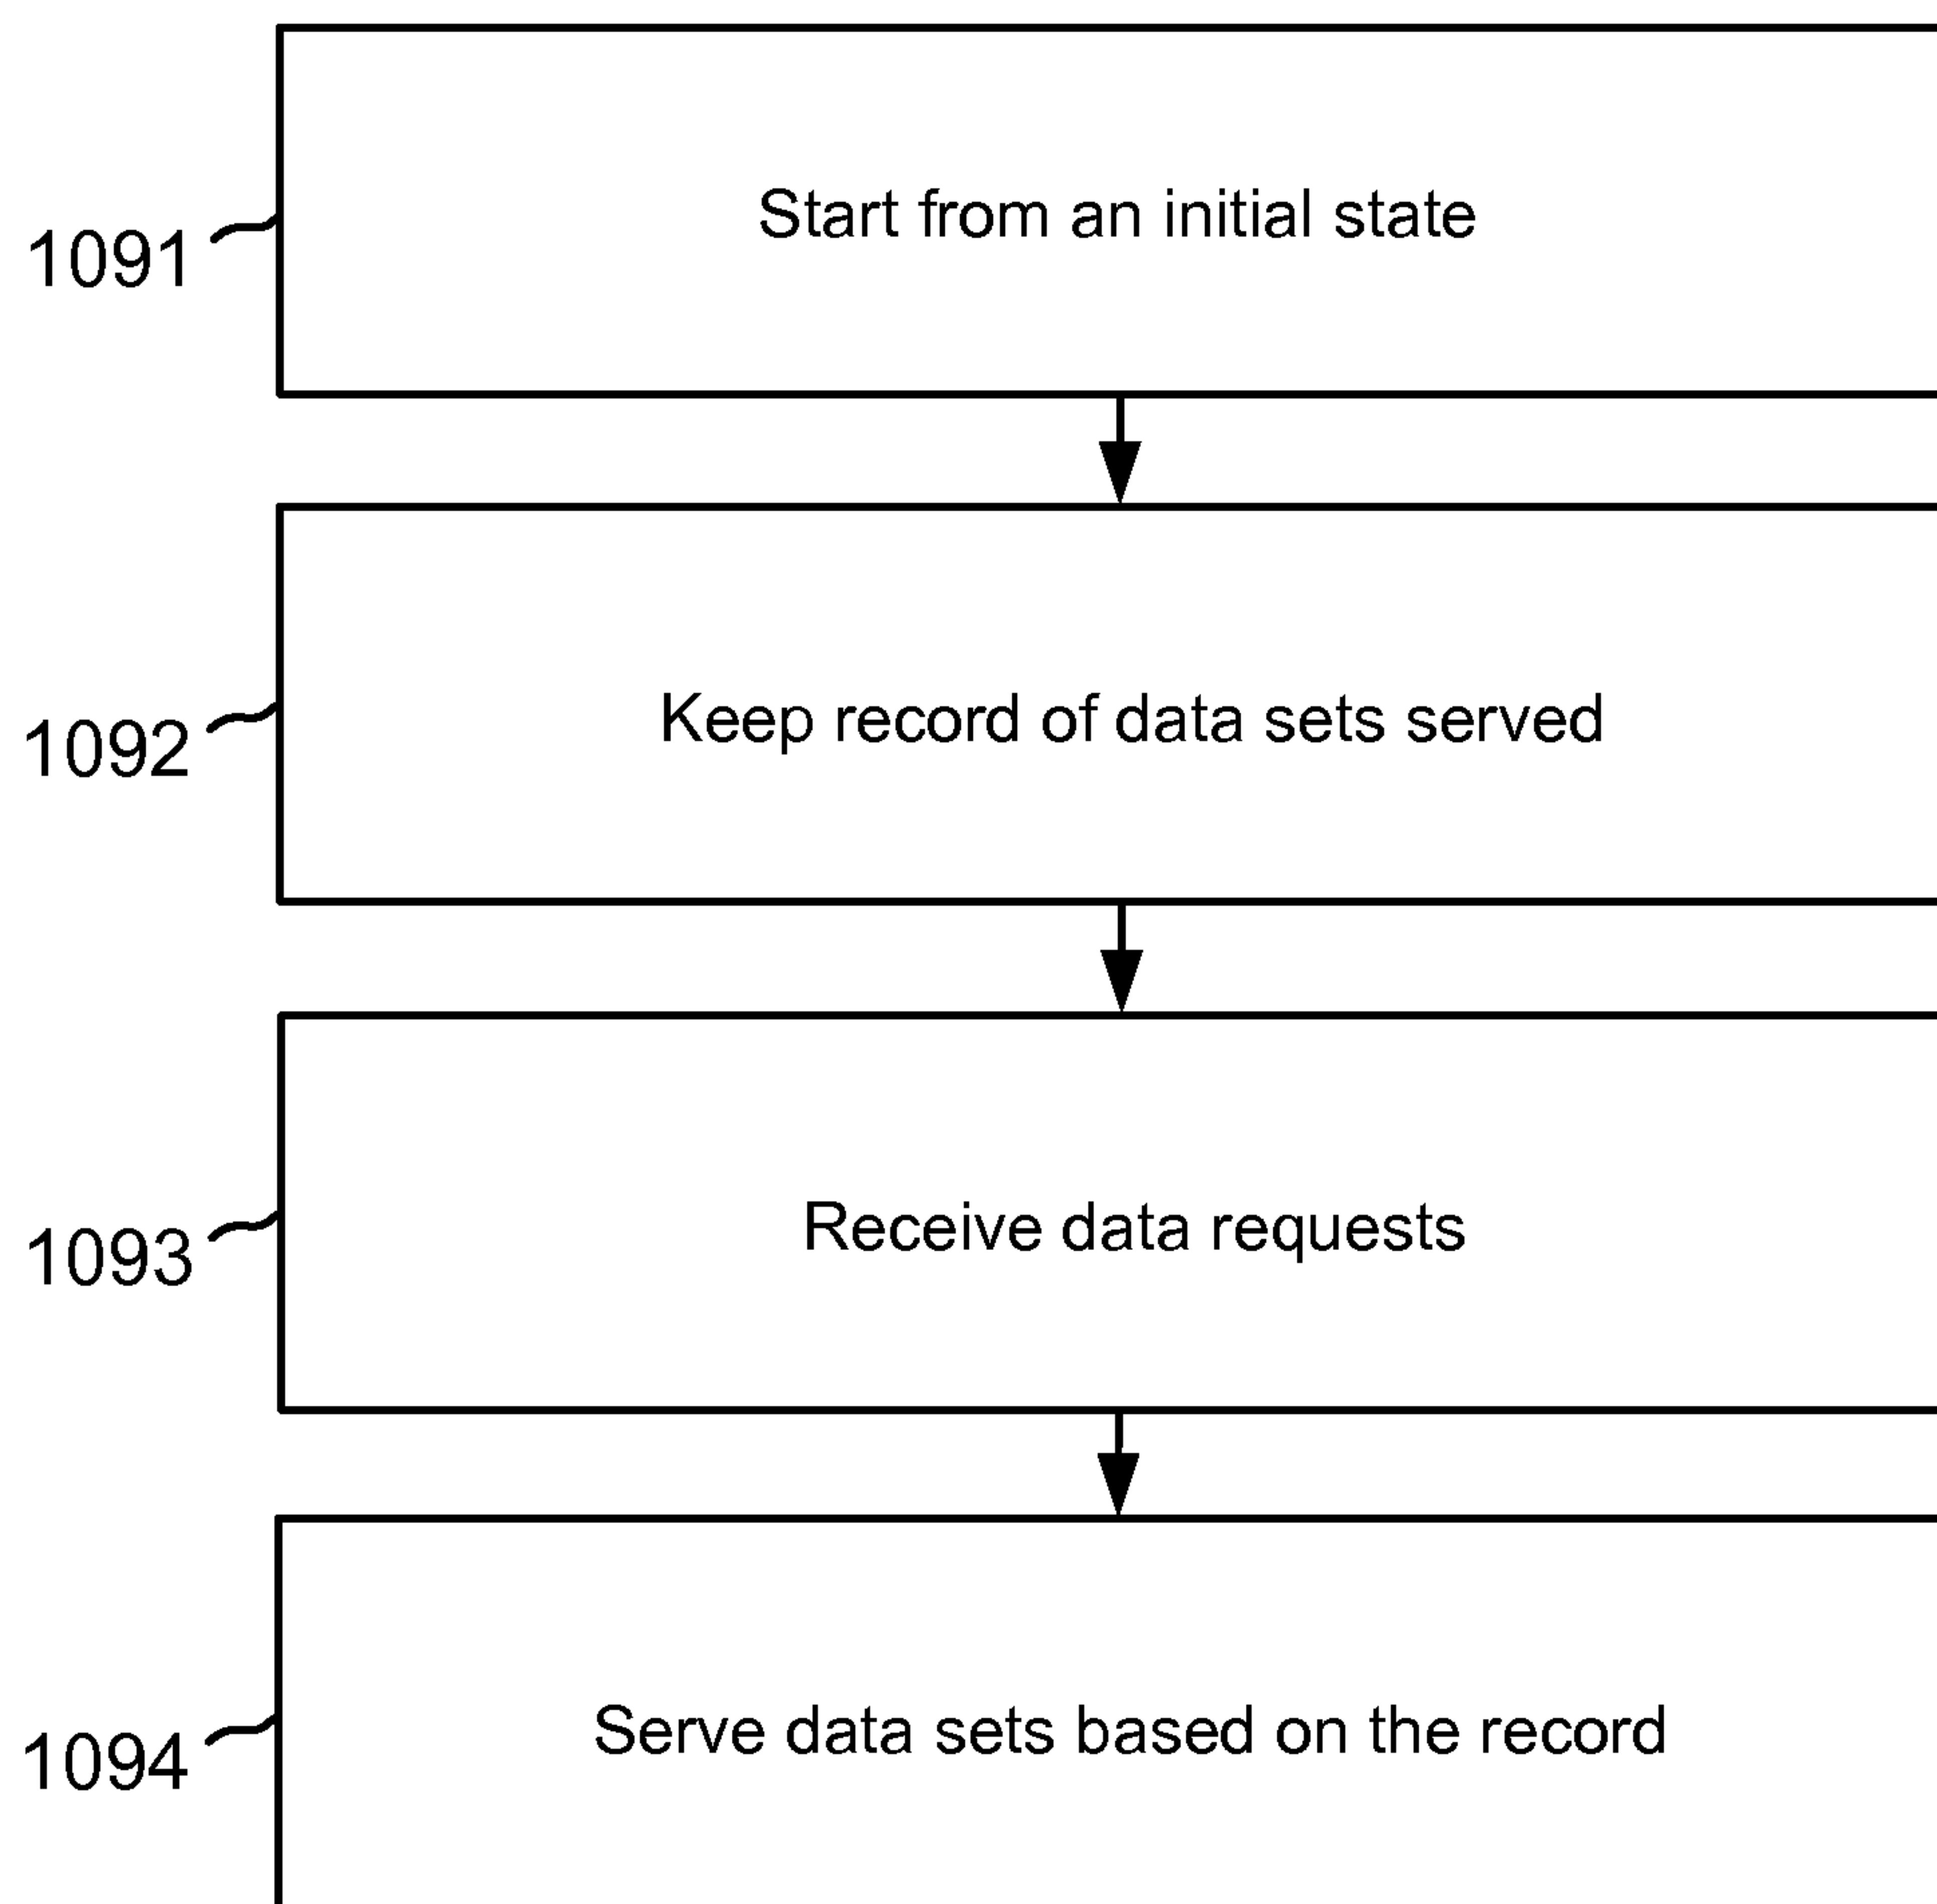 Start from an initial state
1091
Keep record of data sets served
1092
Receive data requests
1093
Serve data sets based on the record
1094